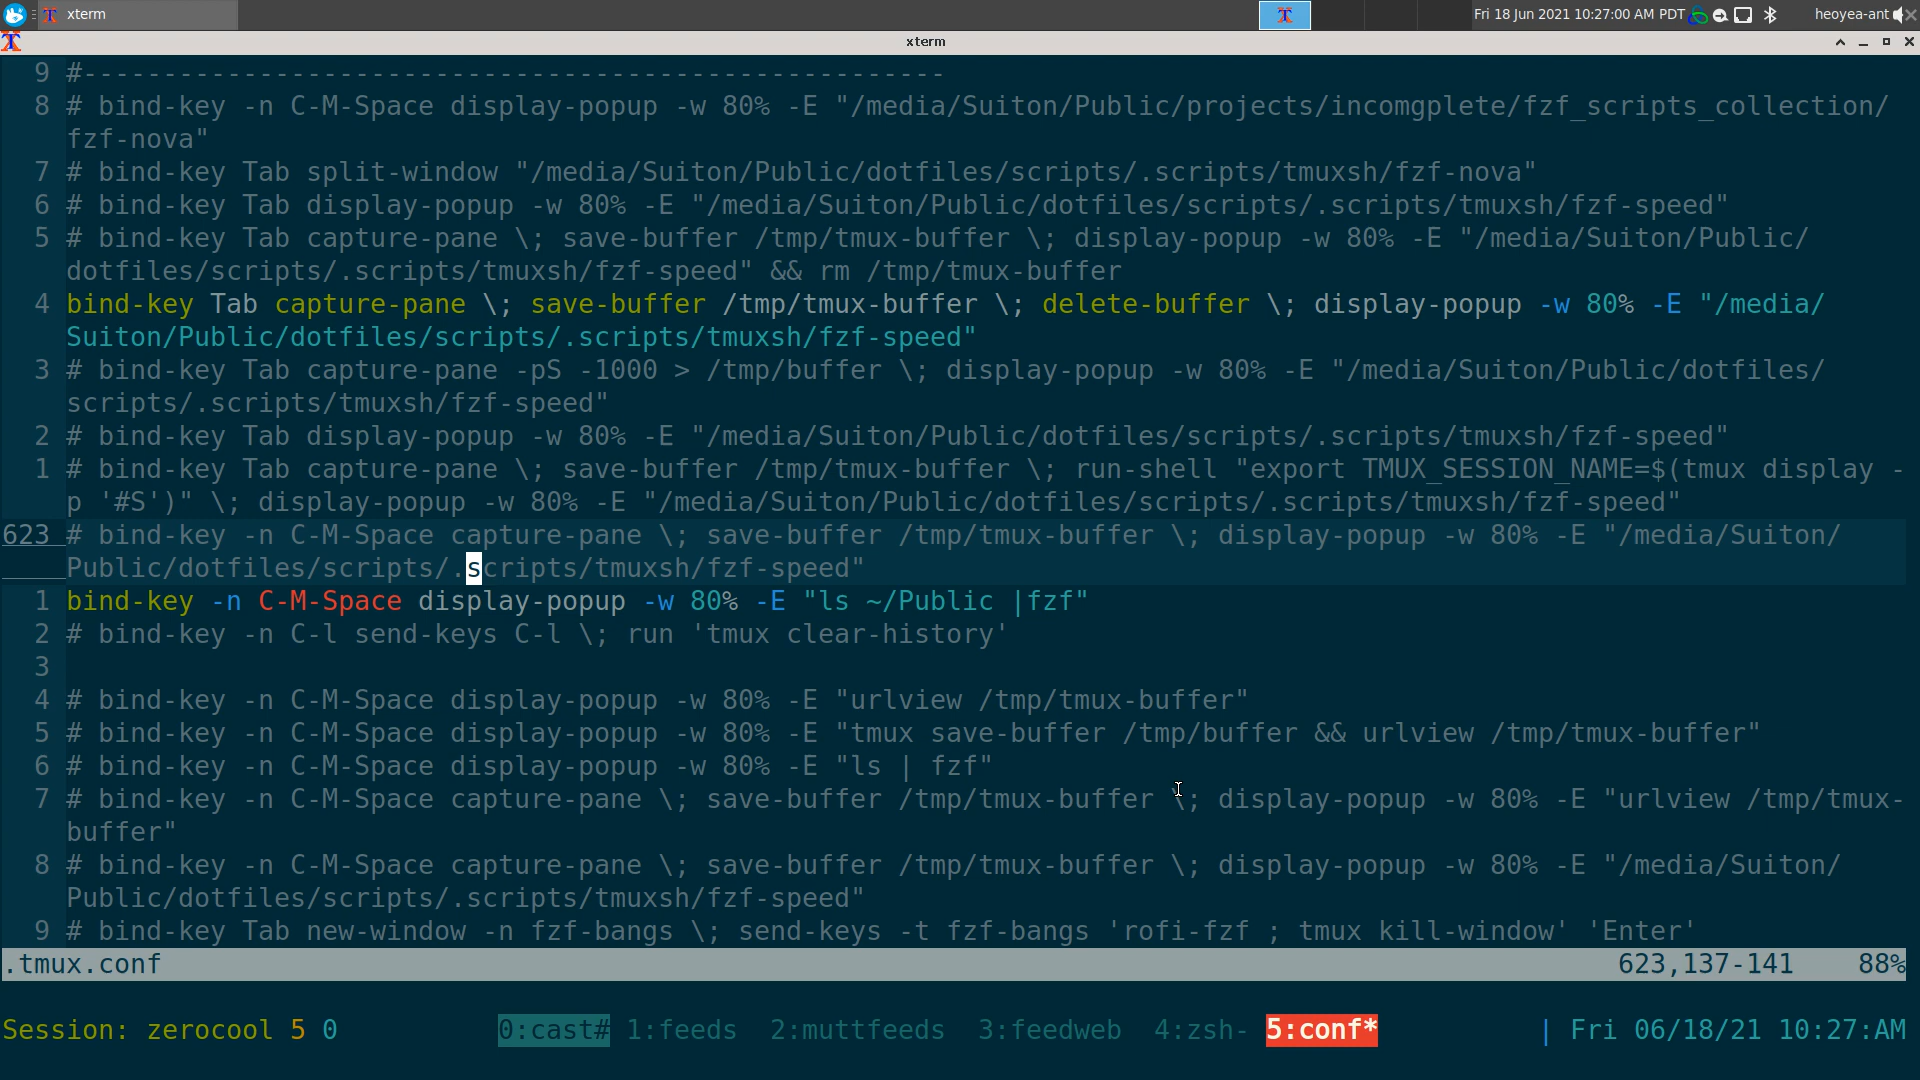 xterm
Fri 18 Jun 2021 10:27:00 AM PDT
heoyea-ant
xterm
9 #------------------------------------------------------
8 # bind-key -n C-M-Space display-popup -w 80% -E "/media/Suiton/Public/projects/incomgplete/fzf_scripts_collection/
fzf-nova"
7 # bind-key Tab split-window "/media/Suiton/Public/dotfiles/scripts/.scripts/tmuxsh/fzf-nova"
6 # bind-key Tab display-popup -w 80% -E "/media/Suiton/Public/dotfiles/scripts/.scripts/tmuxsh/fzf-speed"
5 # bind-key Tab capture-pane \; save-buffer /tmp/tmux-buffer \; display-popup -w 80% -E "/media/Suiton/Public/
dotfiles/scripts/.scripts/tmuxsh/fzf-speed" && rm /tmp/tmux-buffer
4 bind-key Tab capture-pane \; save-buffer /tmp/tmux-buffer \; delete-buffer \; display-popup -w 80% -E "/media/
Suiton/Public/dotfiles/scripts/.scripts/tmuxsh/fzf-speed"
3 # bind-key Tab capture-pane -pS -1000 > /tmp/buffer \; display-popup -w 80% -E "/media/Suiton/Public/dotfiles/
scripts/.scripts/tmuxsh/fzf-speed"
2 # bind-key Tab display-popup -w 80% -E "/media/Suiton/Public/dotfiles/scripts/.scripts/tmuxsh/fzf-speed"
1 # bind-key Tab capture-pane \; save-buffer /tmp/tmux-buffer \; run-shell "export TMUX_SESSION_NAME=$(tmux display -
p '#S')" \; display-popup -w 80% -E "/media/Suiton/Public/dotfiles/scripts/.scripts/tmuxsh/fzf-speed"
623 # bind-key -n C-M-Space capture-pane \; save-buffer /tmp/tmux-buffer \; display-popup -w 80% -E "/media/Suiton/
Public/dotfiles/scripts/.scripts/tmuxsh/fzf-speed"
1 bind-key -n C-M-Space display-popup -w 80% -E "ls ~/Public |fzf"
2 # bind-key -n C-l send-keys C-l \; run 'tmux clear-history'
3
4 # bind-key -n C-M-Space display-popup -w 80% -E "urlview /tmp/tmux-buffer"
5 # bind-key -n C-M-Space display-popup -w 80% -E "tmux save-buffer /tmp/buffer && urlview /tmp/tmux-buffer"
6 # bind-key -n C-M-Space display-popup -w 80% -E "ls | fzf"
7 # bind-key -n C-M-Space capture-pane \; save-buffer /tmp/tmux-buffer \; display-popup -w 80% -E "urlview /tmp/tmux-
buffer"
8 # bind-key -n C-M-Space capture-pane \; save-buffer /tmp/tmux-buffer \; display-popup -w 80% -E "/media/Suiton/
Public/dotfiles/scripts/.scripts/tmuxsh/fzf-speed"
9 # bind-key Tab new-window -n fzf-bangs \; send-keys -t fzf-bangs 'rofi-fzf ; tmux kill-window' 'Enter'
.tmux.conf 623,137-141 88%
Session: zerocool 5 0 0:cast# 1:feeds 2:muttfeeds 3:feedweb 4:zsh- 5:conf* | Fri 06/18/21 10:27:AM